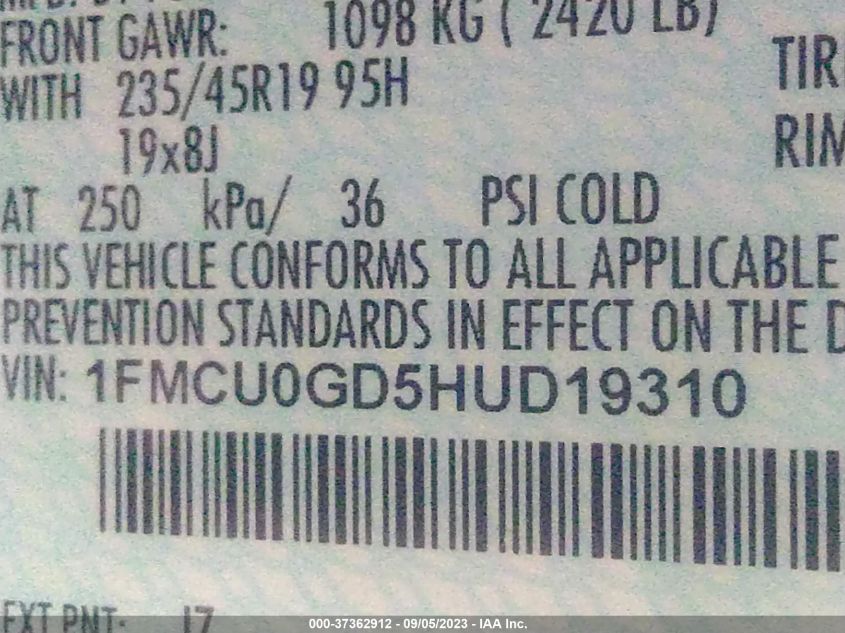 FRONT GAWR: 1098 KG ( 2420 LB)
WITH 235/45R19 95H TIR
19x8J RIM
AT 250 kPa/ 36 PSI COLD
THIS VEHICLE CONFORMS TO ALL APPLICABLE
PREVENTION STANDARDS IN EFFECT ON THE D
VIN: 1FMCU0GD5HUD19310
EXT PNT: J7
000-37362912 - 09/05/2023 - IAA Inc.